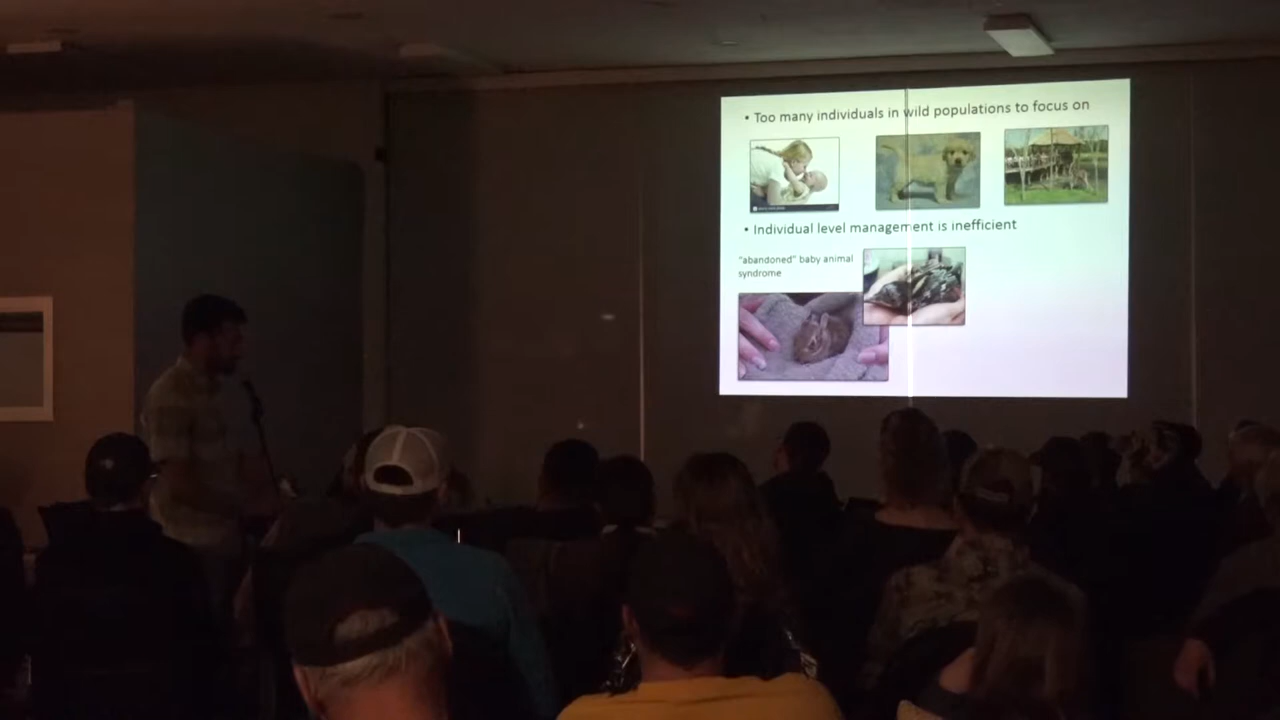 • Too many individuals in wild populations to focus on
• Individual level management is inefficient
"abandoned" baby animal
syndrome